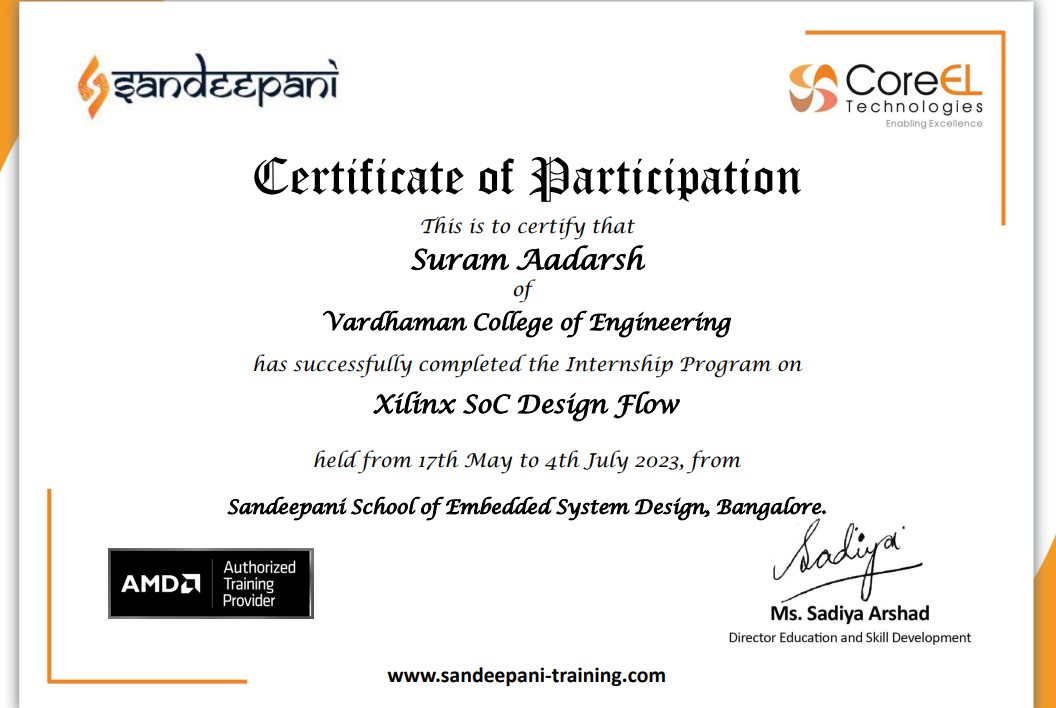 sandeepani
CoreEL
Technologies
Enabling Excellence
Certificate of Participation
This is to certify that
Suram Aadarsh
of
Vardhaman College of Engineering
has successfully completed the Internship Program on
Xilinx SoC Design Flow
held from 17th May to 4th July 2023, from
Sandeepani School of Embedded System Design, Bangalore.
AMD
Authorized
Training
Provider
Sadiya
Ms. Sadiya Arshad
Director Education and Skill Development
www.sandeepani-training.com